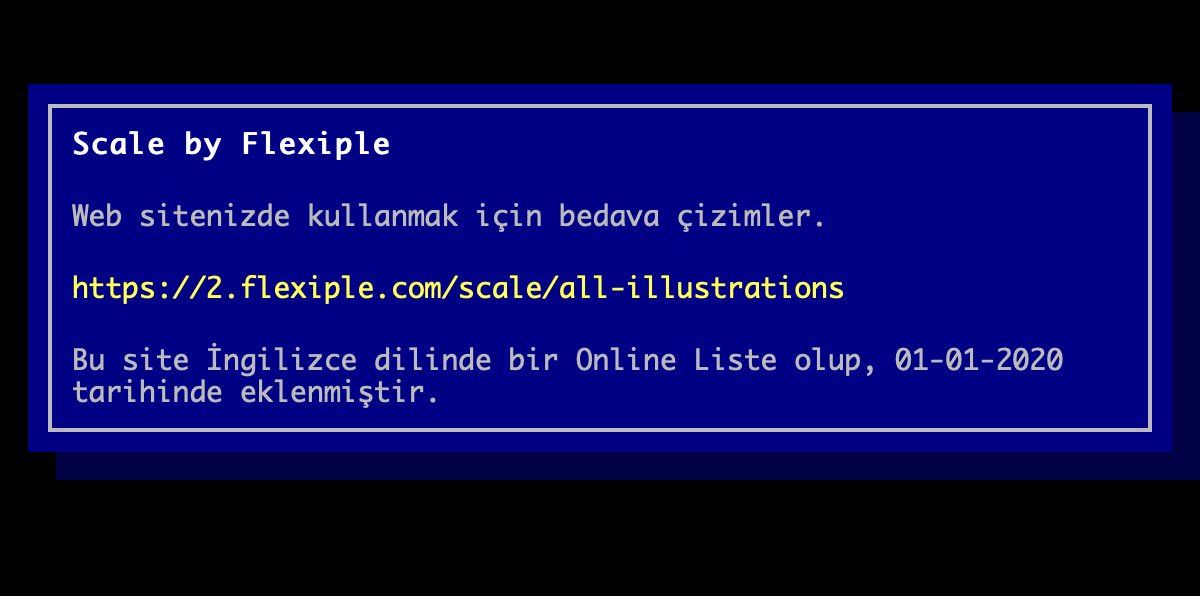 Scale by Flexiple
Web sitenizde kullanmak için bedava çizimler.
https://2.flexiple.com/scale/all-illustrations
Bu site İngilizce dilinde bir Online Liste olup, 01-01-2020
tarihinde eklenmiştir.